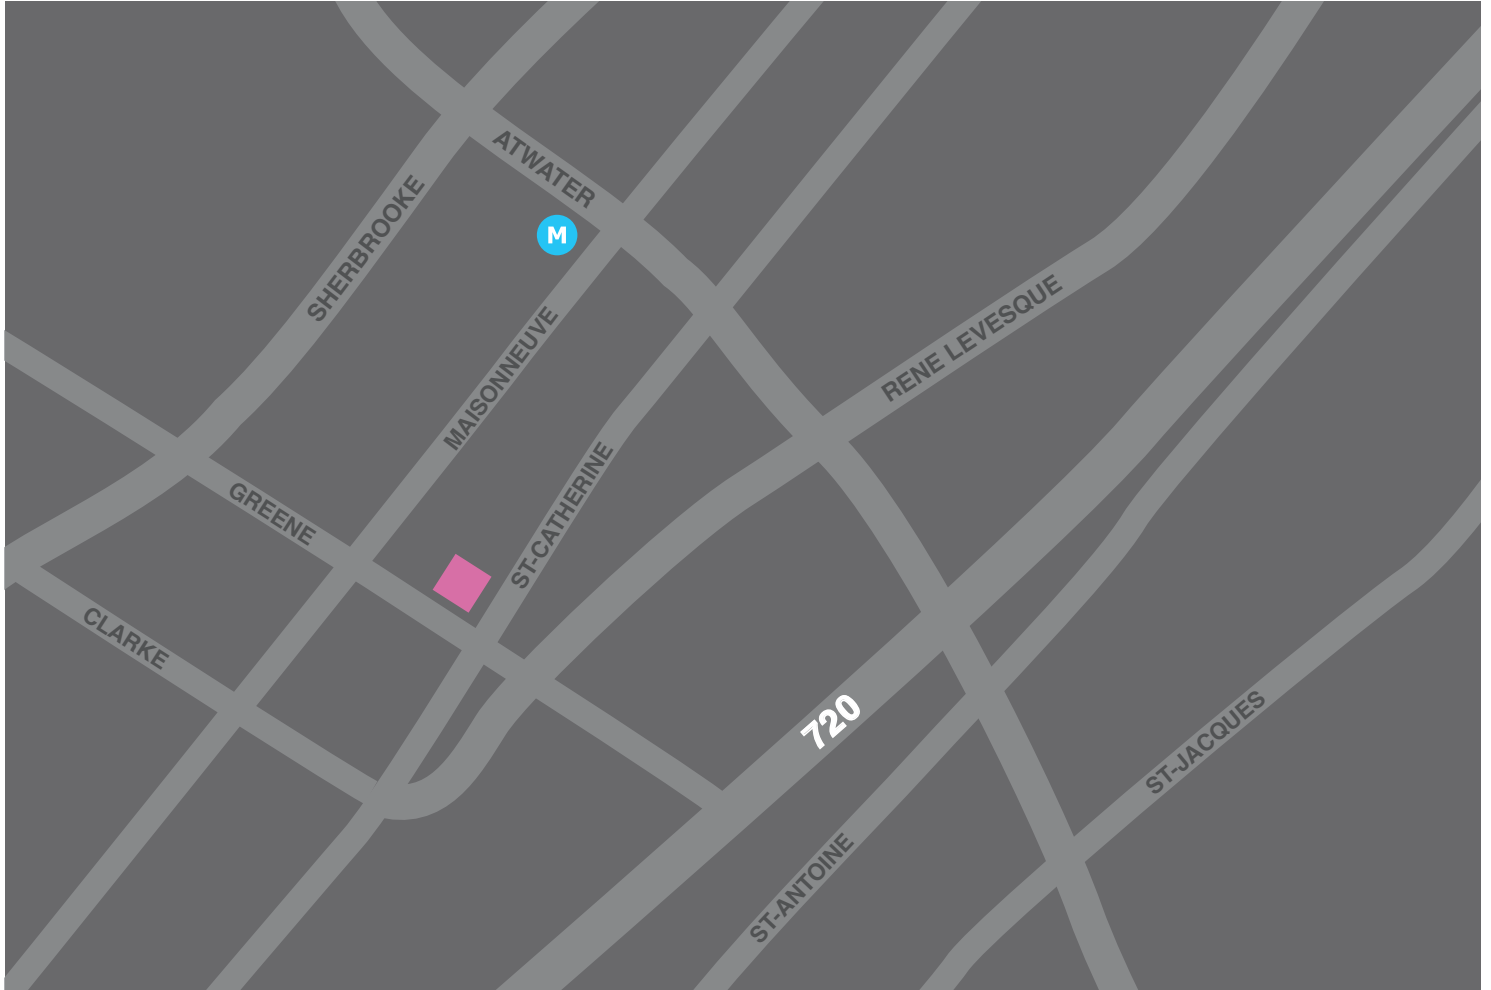 ATWATER
SHERBROOKE
M
MAISONNEUVE
RENE LEVESQUE
ST-CATHERINE
GREENE
CLARKE
720
ST-JACQUES
ST-ANTOINE